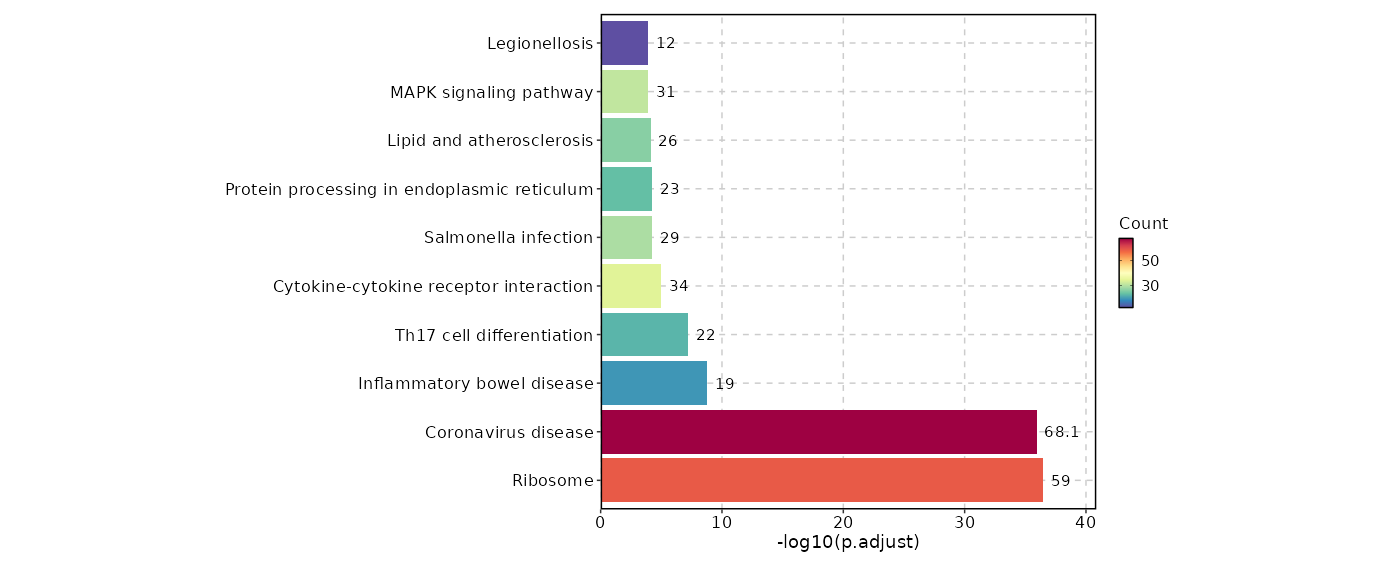 Legionellosis 12
MAPK signaling pathway 31
Lipid and atherosclerosis 26
Protein processing in endoplasmic reticulum 23
Salmonella infection 29
Cytokine-cytokine receptor interaction 34
Th17 cell differentiation 22
Inflammatory bowel disease 19
Coronavirus disease 68.1
Ribosome 59
0 10 20 30 40
-log10(p.adjust)
Count
50
30